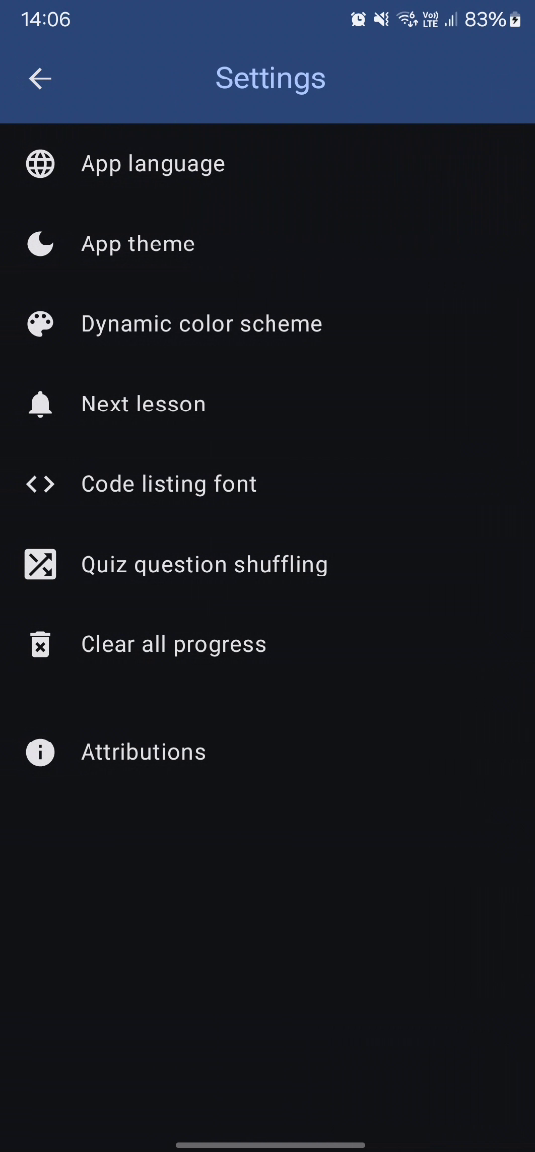 14:06
6 Vo)) LTE 83%
Settings
App language
App theme
Dynamic color scheme
Next lesson
Code listing font
Quiz question shuffling
Clear all progress
Attributions